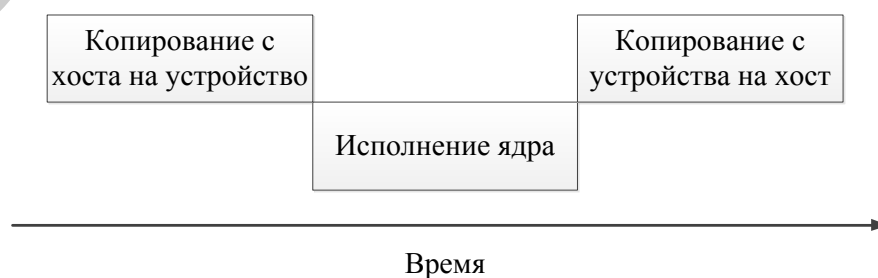 Копирование с
хоста на устройство
Копирование с
устройства на хост
Исполнение ядра
Время